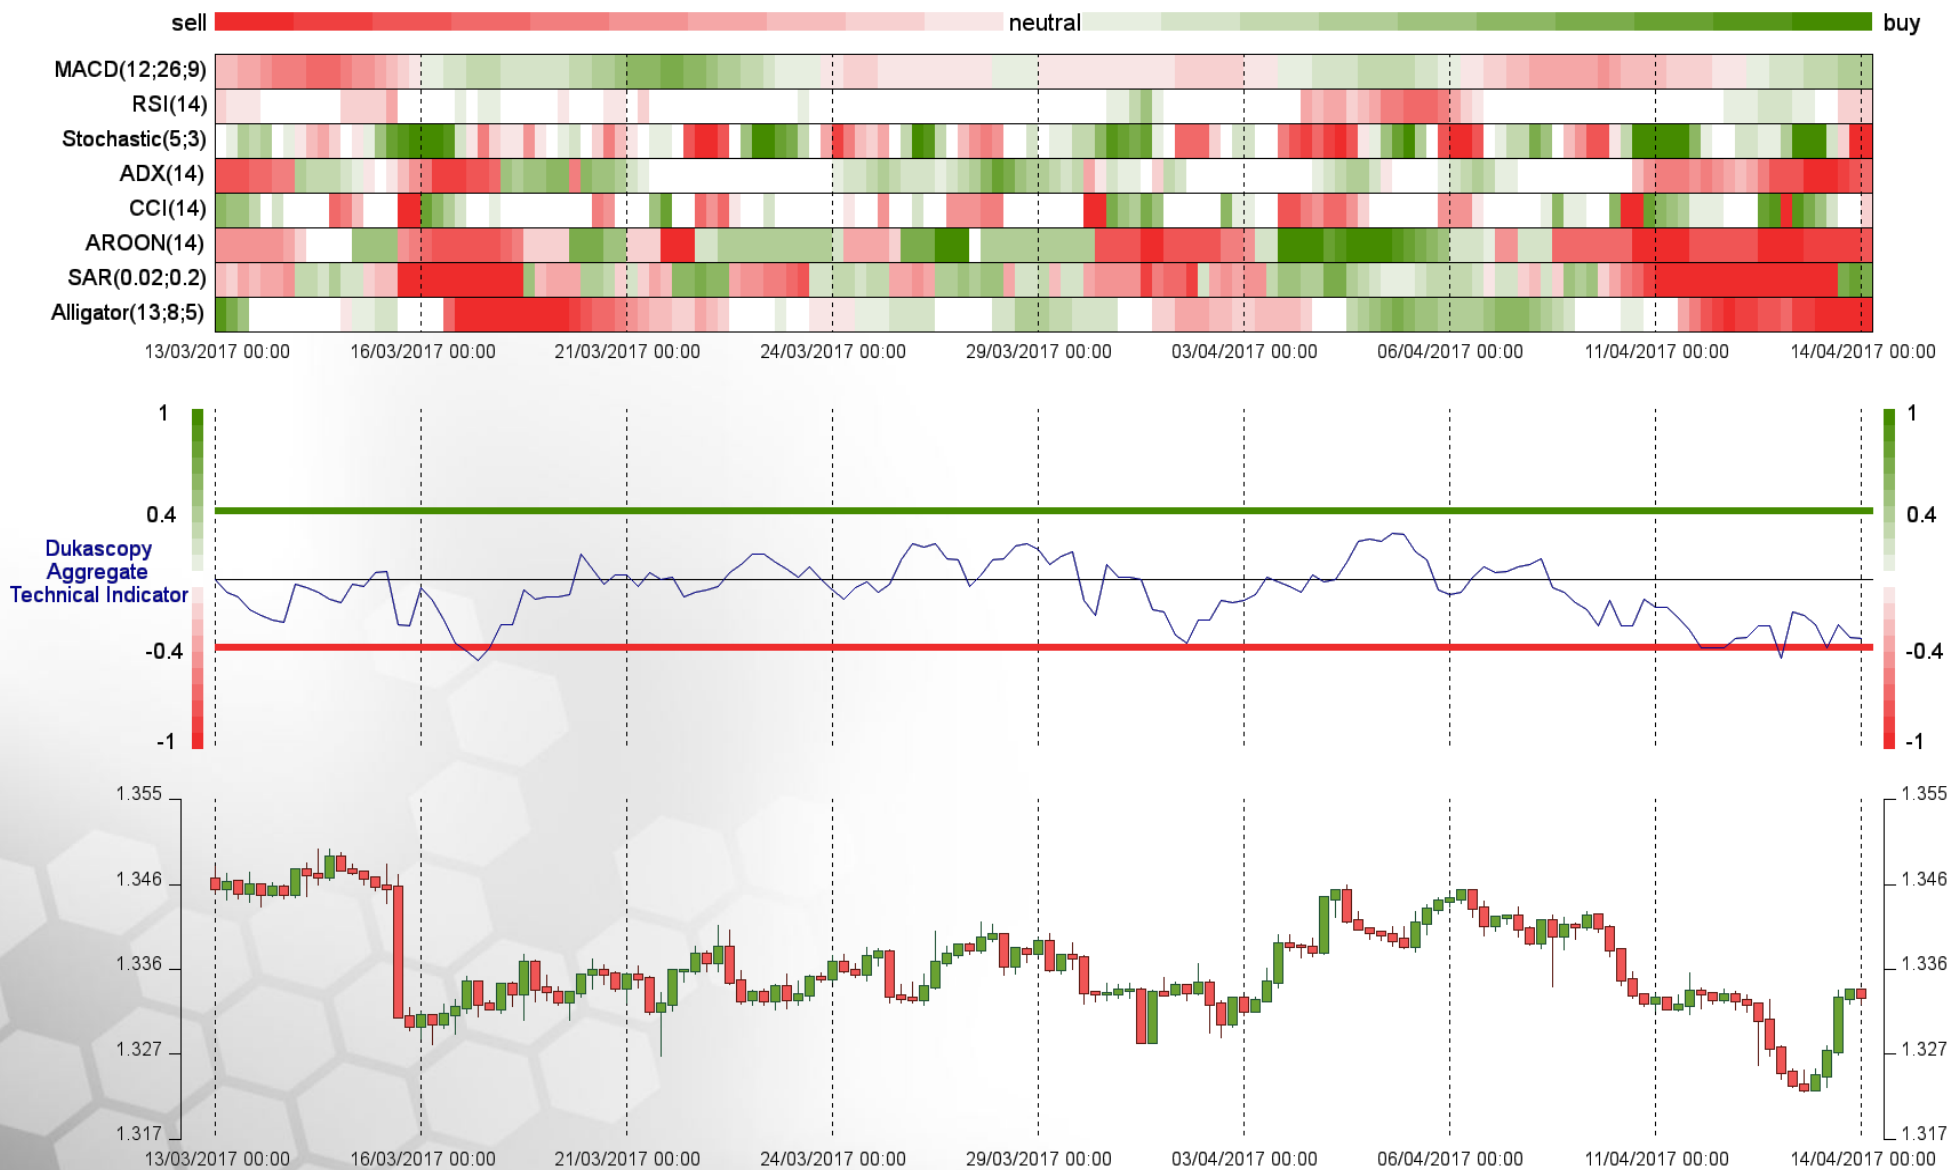 sell neutral buy
MACD(12;26;9)
RSI(14)
Stochastic(5;3)
ADX(14)
CCI(14)
AROON(14)
SAR(0.02;0.2)
Alligator(13;8;5)
13/03/2017 00:00 16/03/2017 00:00 21/03/2017 00:00 24/03/2017 00:00 29/03/2017 00:00 03/04/2017 00:00 06/04/2017 00:00 11/04/2017 00:00 14/04/2017 00:00
1 1
0.4 0.4
Dukascopy
Aggregate
Technical Indicator
-0.4 -0.4
-1 -1
1.355 1.355
1.346 1.346
1.336 1.336
1.327 1.327
1.317 1.317
13/03/2017 00:00 16/03/2017 00:00 21/03/2017 00:00 24/03/2017 00:00 29/03/2017 00:00 03/04/2017 00:00 06/04/2017 00:00 11/04/2017 00:00 14/04/2017 00:00